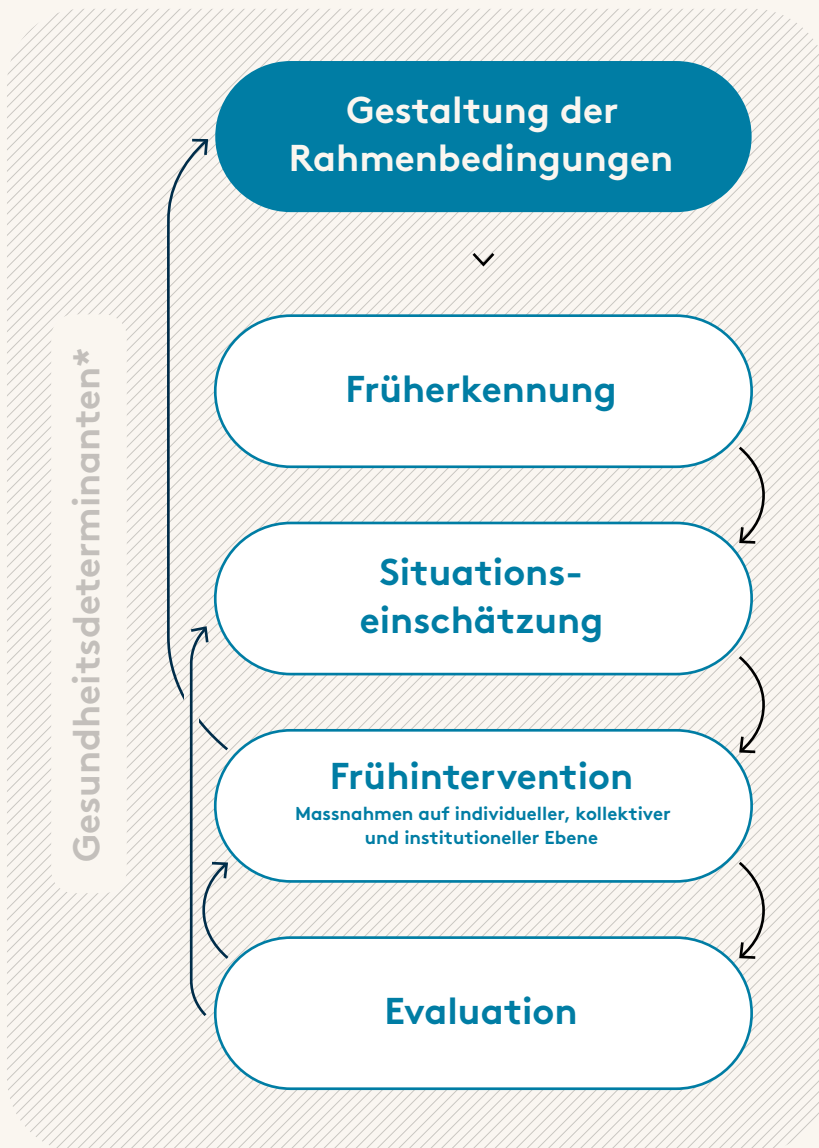 Gestaltung der
Rahmenbedingungen
Früherkennung
Situations-
einschätzung
Frühintervention
Massnahmen auf individueller, kollektiver
und institutioneller Ebene
Evaluation
Gesundheitsdeterminanten*